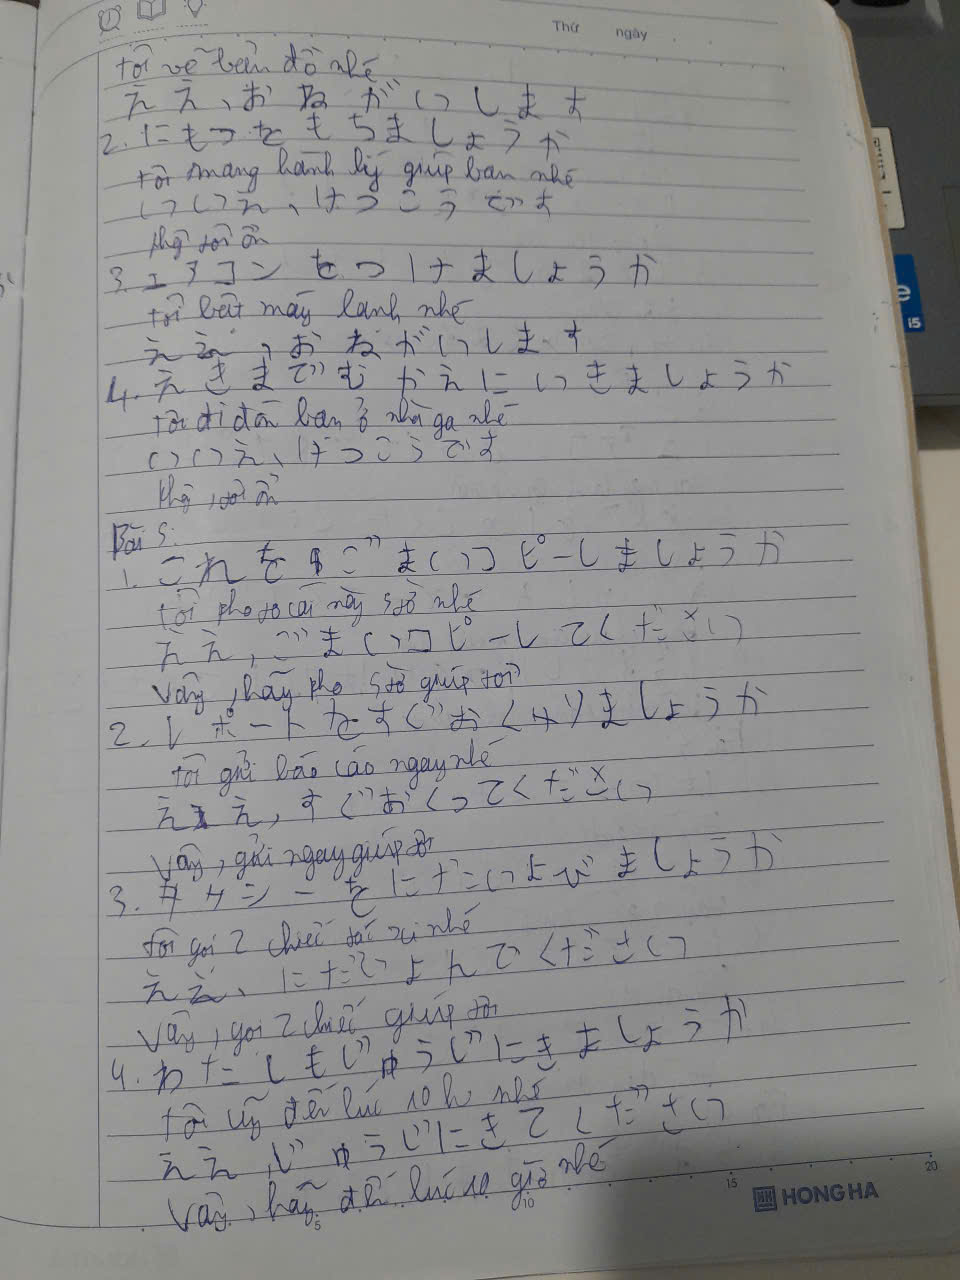 Thứ ngày
tôi vẽ bản đồ nhé
ええ、おねがいします
2. にもつをもちましょうか
tôi mang hành lý giúp bạn nhé
いいえ、けっこうです
thôi tôi ổn
3. エアコンをつけましょうか
tôi bật máy lạnh nhé
ええ、おねがいします
4. えきまでむかえにいきましょうか
tôi đi đón bạn ở nhà ga nhé
いいえ、けっこうです
thôi, tôi ổn
Bài 5:
1. これをごまいコピーしましょうか
tôi photo cái này 5 tờ nhé
ええ、ごまいコピーしてください
Vâng, hãy pho 5 tờ giúp tôi
2. レポートをすぐおくりましょうか
tôi gửi báo cáo ngay nhé
ええ、すぐおくってください
Vâng, gửi ngay giúp tôi
3. タクシーをにだいよびましょうか
tôi gọi 2 chiếc tắc xi nhé
ええ、にだいよんでください
Vâng, gọi 2 chiếc giúp tôi
4. わたしもじゅうじにきましょうか
tôi cũng đến lúc 10h nhé
ええ、じゅうじにきてください
Vâng, hãy đến lúc 10 giờ nhé
5 10 15 20
HONG HA
e
i5